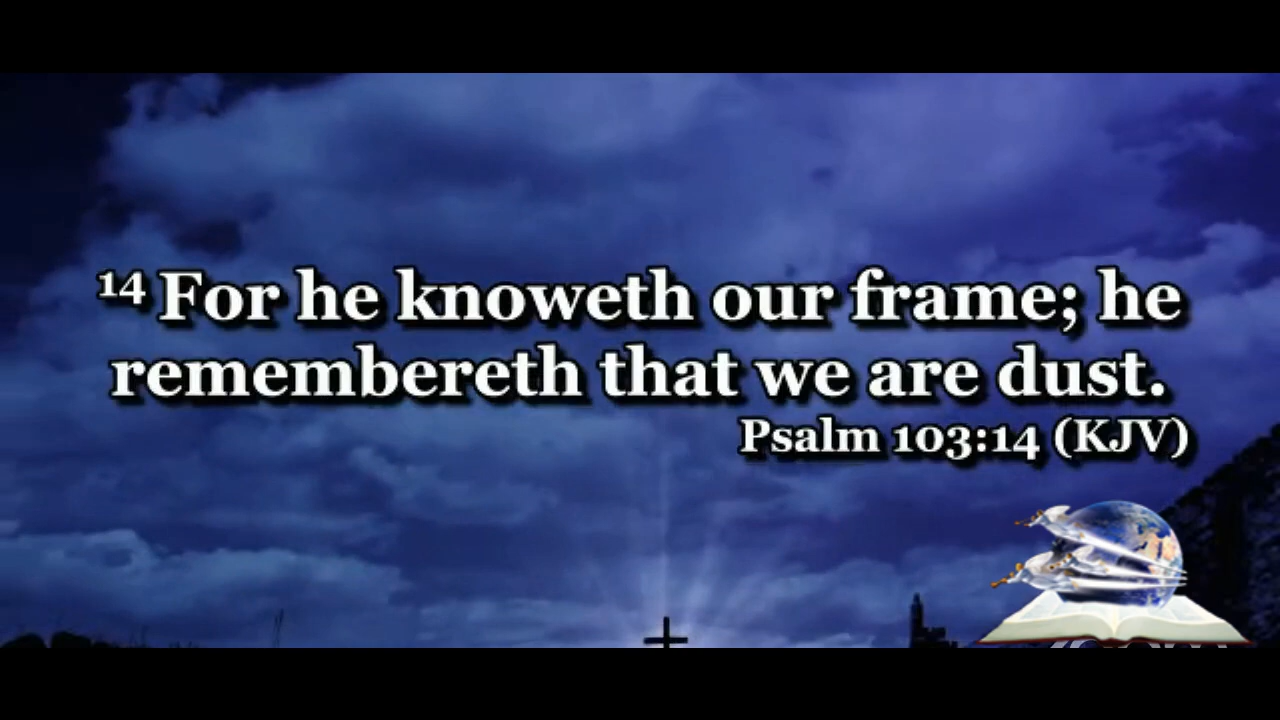 14 For he knoweth our frame; he
remembereth that we are dust.
Psalm 103:14 (KJV)